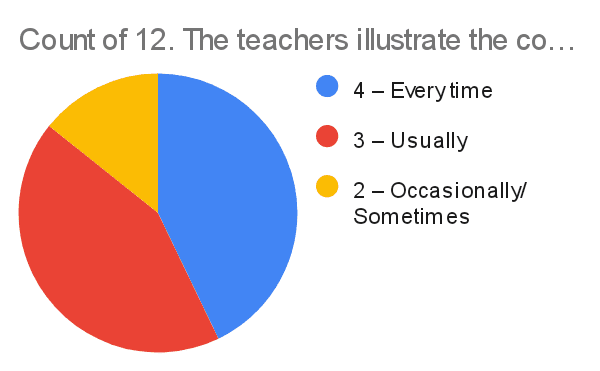 Count of 12. The teachers illustrate the co…
4 – Everytime
3 – Usually
2 – Occasionally/
Sometimes